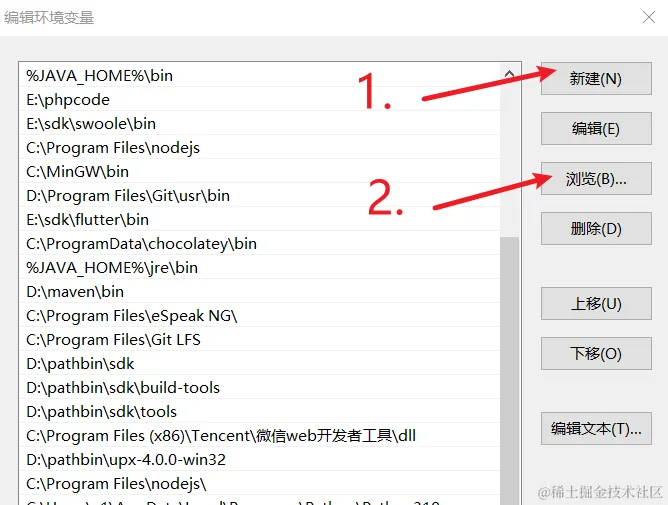 编辑环境变量
%JAVA_HOME%\bin
E:\phpcode
E:\sdk\swoole\bin
C:\Program Files\nodejs
C:\MinGW\bin
D:\Program Files\Git\usr\bin
E:\sdk\flutter\bin
C:\ProgramData\chocolatey\bin
%JAVA_HOME%\jre\bin
D:\maven\bin
C:\Program Files\eSpeak NG\
C:\Program Files\Git LFS
D:\pathbin\sdk
D:\pathbin\sdk\build-tools
D:\pathbin\sdk\tools
C:\Program Files (x86)\Tencent\微信web开发者工具\dll
D:\pathbin\upx-4.0.0-win32
C:\Program Files\nodejs\
1.
2.
新建(N)
编辑(E)
浏览(B)...
删除(D)
上移(U)
下移(O)
编辑文本(T)...
@稀土掘金技术社区